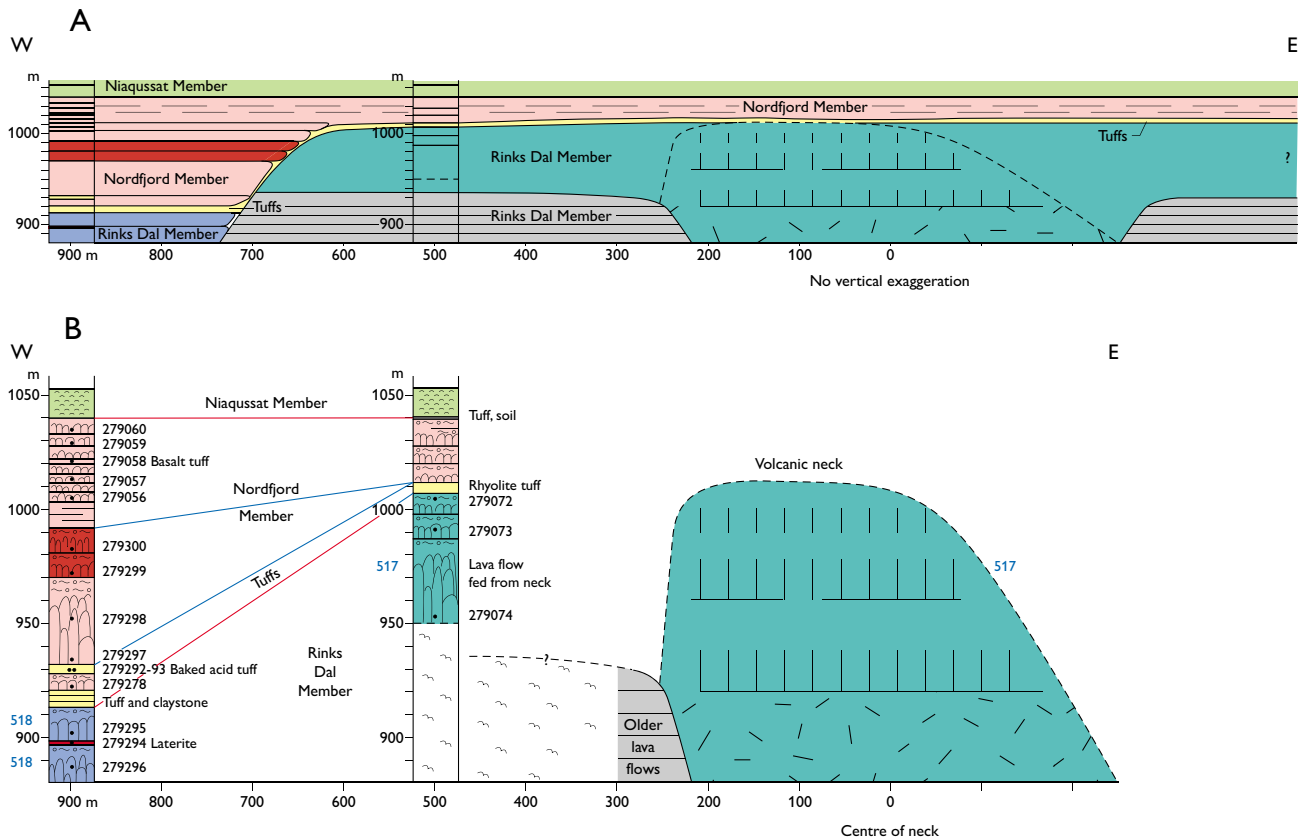 A
W
E
m
m
Niaqussat Member
Nordfjord Member
1000
1000
Tuffs
Rinks Dal Member
?
Nordfjord Member
Tuffs
Rinks Dal Member
900
900
Rinks Dal Member
900 m
800
700
600
500
400
300
200
100
0
No vertical exaggeration
B
W
E
m
m
1050
1050
Niaqussat Member
Tuff, soil
279060
279059
279058 Basalt tuff
279057
279056
Volcanic neck
Nordfjord
Member
Rhyolite tuff
279072
1000
1000
279073
279300
279299
517
Lava flow
fed from neck
517
Tuffs
279298
279074
950
950
279297
279292-93 Baked acid tuff
279278
Tuff and claystone
Rinks
Dal
Member
?
518
279295
900
279294 Laterite
518
279296
900
Older
lava
flows
900 m
800
700
600
500
400
300
200
100
0
Centre of neck